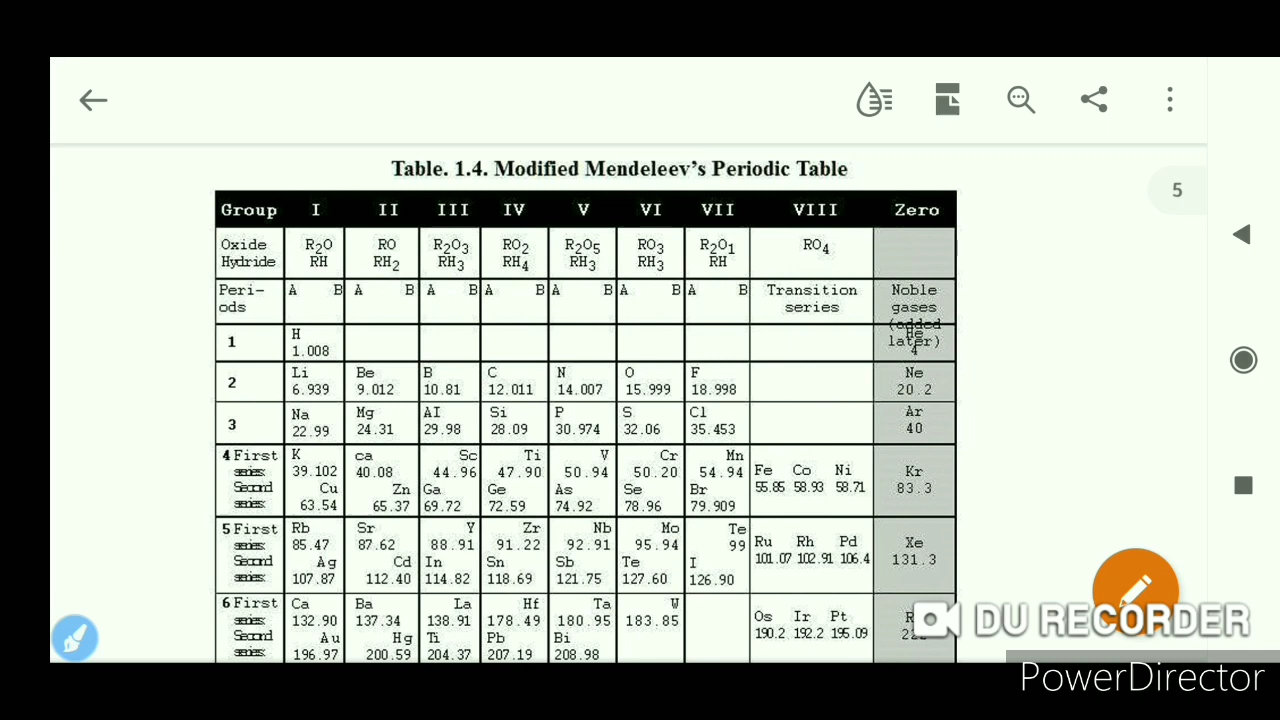 5
Table. 1.4. Modified Mendeleev's Periodic Table
Group I II III IV V VI VII VIII Zero
Oxide R2O RO R2O3 RO2 R2O5 RO3 R2O1 RO4
Hydride RH RH2 RH3 RH4 RH3 RH3 RH
Peri- A B A B A B A B A B A B A B Transition Noble
ods series gases
(added
later)
1 H He
1.008 4
2 Li Be B C N O F Ne
6.939 9.012 10.81 12.011 14.007 15.999 18.998 20.2
3 Na Mg AI Si P S Cl Ar
22.99 24.31 29.98 28.09 30.974 32.06 35.453 40
4 First K ca Sc Ti V Cr Mn
series: 39.102 40.08 44.96 47.90 50.94 50.20 54.94 Fe Co Ni Kr
Second Cu Zn Ga Ge As Se Br 55.85 58.93 58.71 83.3
series: 63.54 65.37 69.72 72.59 74.92 78.96 79.909
5 First Rb Sr Y Zr Nb Mo Te
series: 85.47 87.62 88.91 91.22 92.91 95.94 99 Ru Rh Pd Xe
Second Ag Cd In Sn Sb Te I 101.07 102.91 106.4 131.3
series: 107.87 112.40 114.82 118.69 121.75 127.60 126.90
6 First Ca Ba La Hf Ta W
series: 132.90 137.34 138.91 178.49 180.95 183.85 Os Ir Pt
Second Au Hg Ti Pb Bi 190.2 192.2 195.09
series: 196.97 200.59 204.37 207.19 208.98
DU RECORDER
PowerDirector